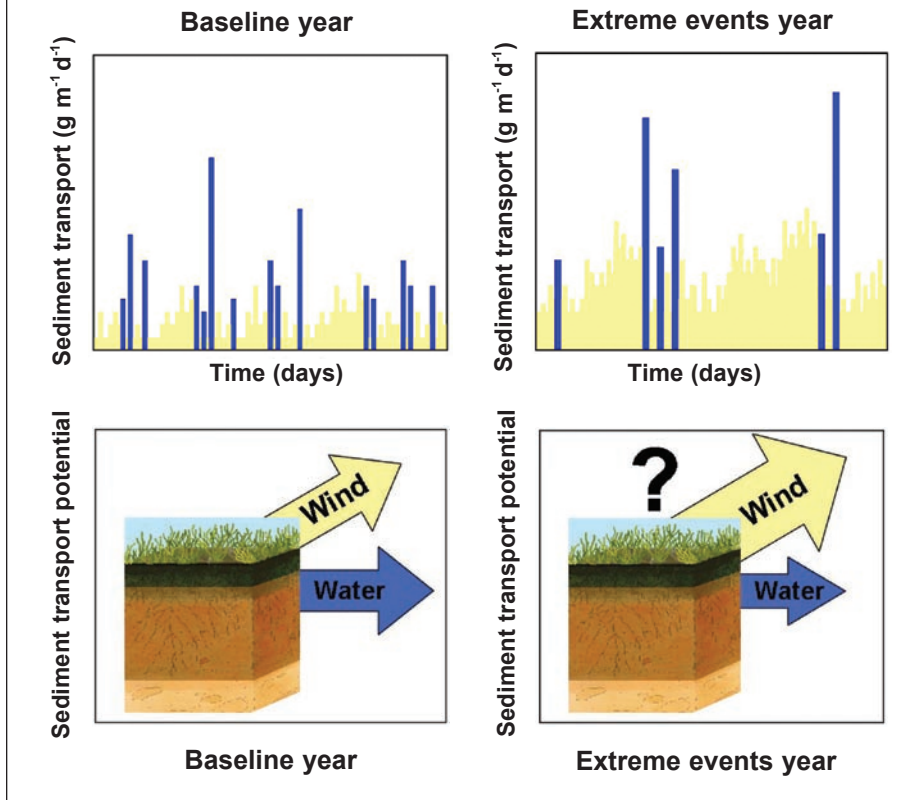 Baseline year
Extreme events year
Sediment transport (g m⁻¹ d⁻¹)
Sediment transport (g m⁻¹ d⁻¹)
Time (days)
Time (days)
Sediment transport potential
Wind
Water
Sediment transport potential
?
Wind
Water
Baseline year
Extreme events year